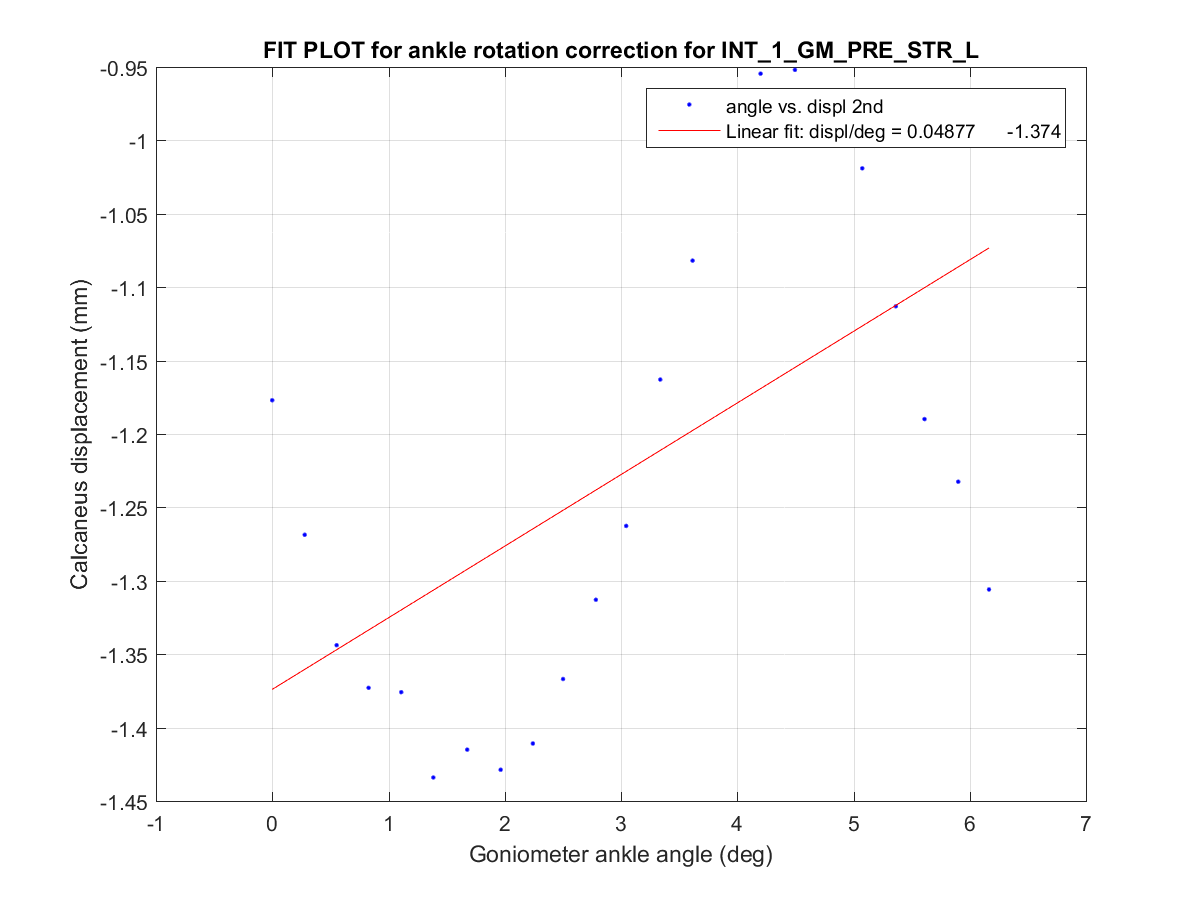 FIT PLOT for ankle rotation correction for INT_1_GM_PRE_STR_L
-0.95
-1
-1.05
-1.1
-1.15
-1.2
-1.25
-1.3
-1.35
-1.4
-1.45
Calcaneus displacement (mm)
angle vs. displ 2nd
Linear fit: displ/deg = 0.04877 -1.374
-1 0 1 2 3 4 5 6 7
Goniometer ankle angle (deg)